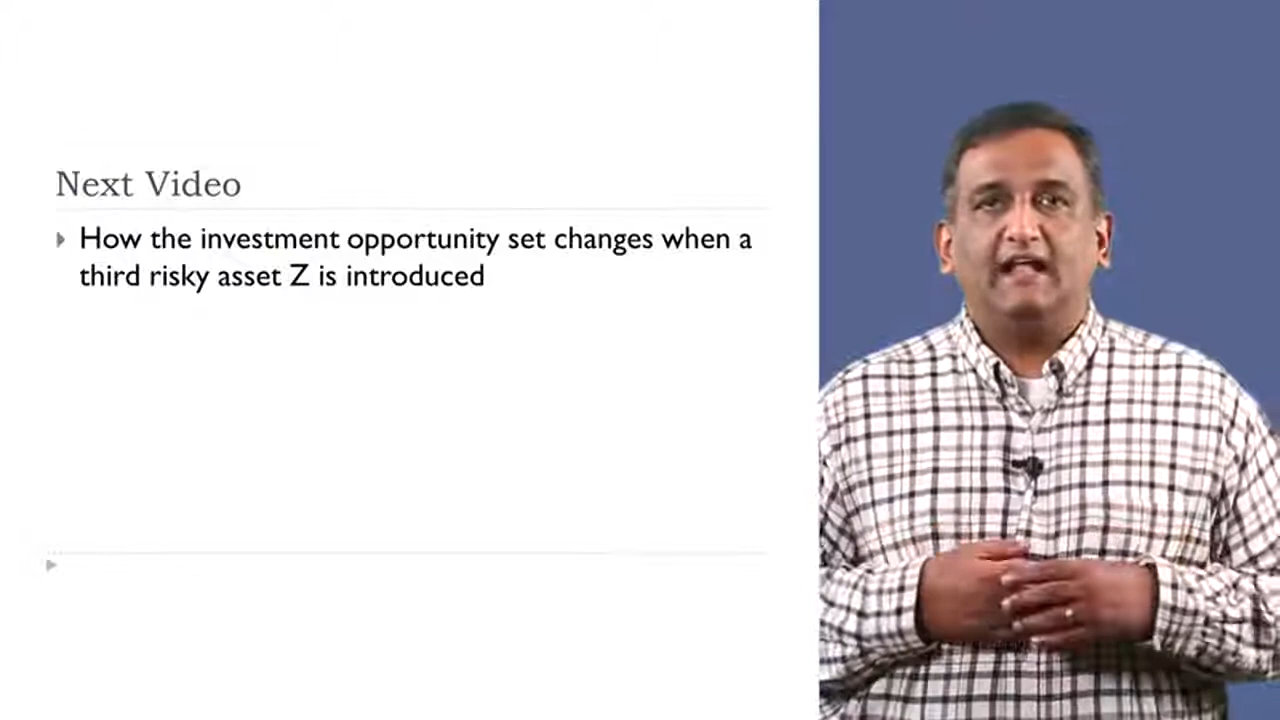 Next Video
How the investment opportunity set changes when a
third risky asset Z is introduced